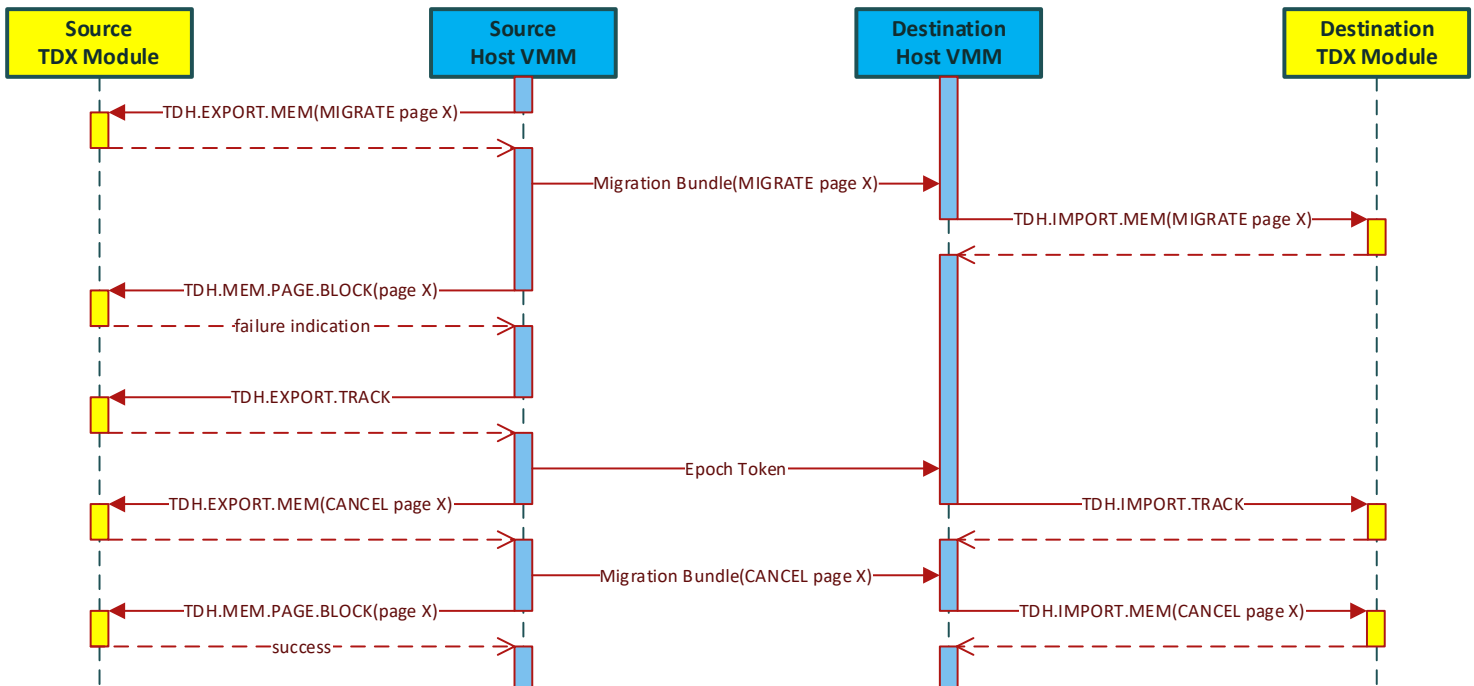 Source
TDX Module
Source
Host VMM
Destination
Host VMM
Destination
TDX Module
TDH.EXPORT.MEM(MIGRATE page X)
Migration Bundle(MIGRATE page X)
TDH.IMPORT.MEM(MIGRATE page X)
TDH.MEM.PAGE.BLOCK(page X)
failure indication
TDH.EXPORT.TRACK
Epoch Token
TDH.EXPORT.MEM(CANCEL page X)
TDH.IMPORT.TRACK
Migration Bundle(CANCEL page X)
TDH.MEM.PAGE.BLOCK(page X)
TDH.IMPORT.MEM(CANCEL page X)
success